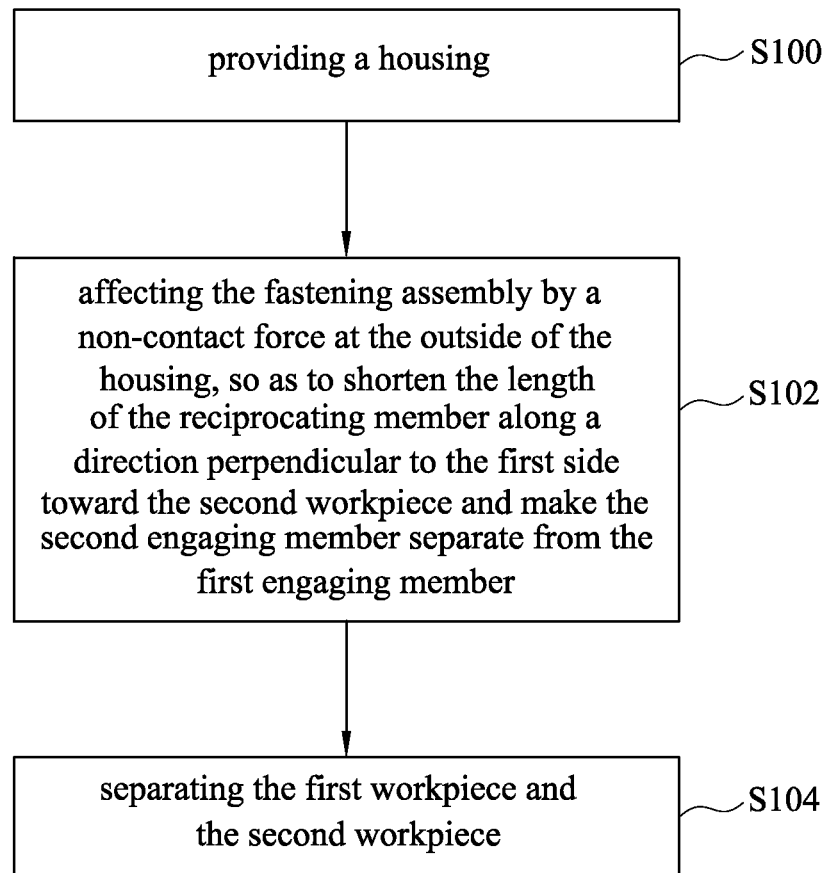 providing a housing
S100
affecting the fastening assembly by a
non-contact force at the outside of the
housing, so as to shorten the length
of the reciprocating member along a
direction perpendicular to the first side
toward the second workpiece and make the
second engaging member separate from the
first engaging member
S102
separating the first workpiece and
the second workpiece
S104